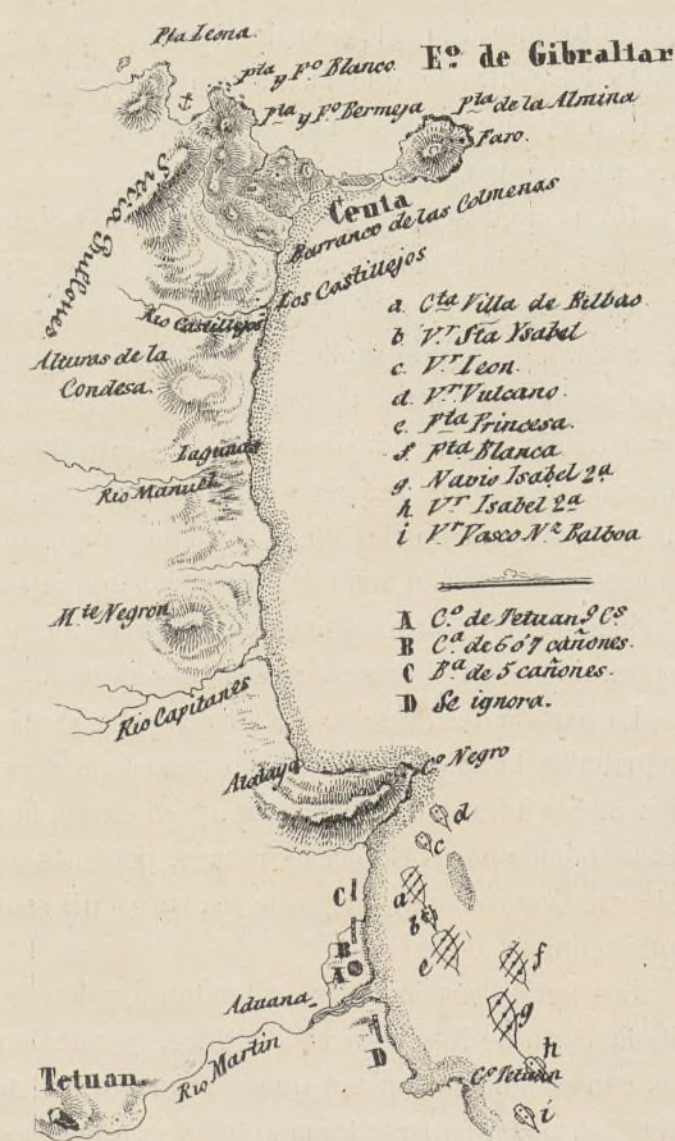 Pta Leona.
Eº de Gibraltar
pta y Fº Blanco.
Pta y Fº Bermeja
Pta de la Almina
Faro.
Sierra Bullones
Ceuta
Barranco de las Colmenas
Los Castillejos
Rio Castillejos
Alturas de la
Condesa.
Lagunas
Rio Manuel
a. Cta Villa de Bilbao
b Vr. Sta Ysabel
c. Vr Leon.
d. Vr. Vulcano.
e. Fta Princesa.
f. Fta Blanca
g. Navio Isabel 2ª
h. Vr Isabel 2ª
i Vr Vasco Nz Balboa
A Cº de Tetuan 9 Cs
B Cª de 6 ó 7 cañones.
C Bª de 5 cañones.
D Se ignora.
Mte Negron
Rio Capitanes
Atalaya
Cº Negro
d
c
C
a
b
B
e
f
A
Aduana
g
D
h
Rio Martin
Tetuan.
Cº Tetuan
i